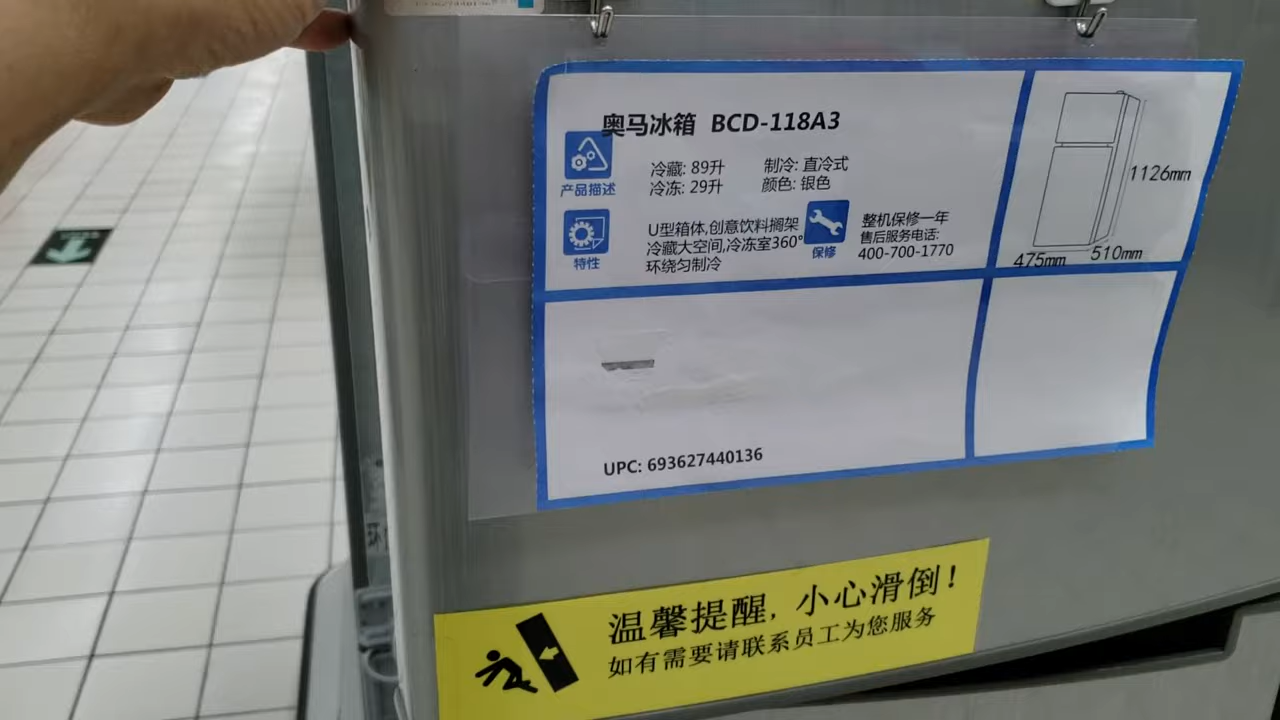 奥马冰箱 BCD-118A3
产品描述
冷藏: 89升
制冷: 直冷式
冷冻: 29升
颜色: 银色
特性
U型箱体,创意饮料搁架
冷藏大空间,冷冻室360°
环绕匀制冷
保修
整机保修一年
售后服务电话:
400-700-1770
1126mm
475mm
510mm
UPC: 693627440136
温馨提醒, 小心滑倒!
如有需要请联系员工为您服务